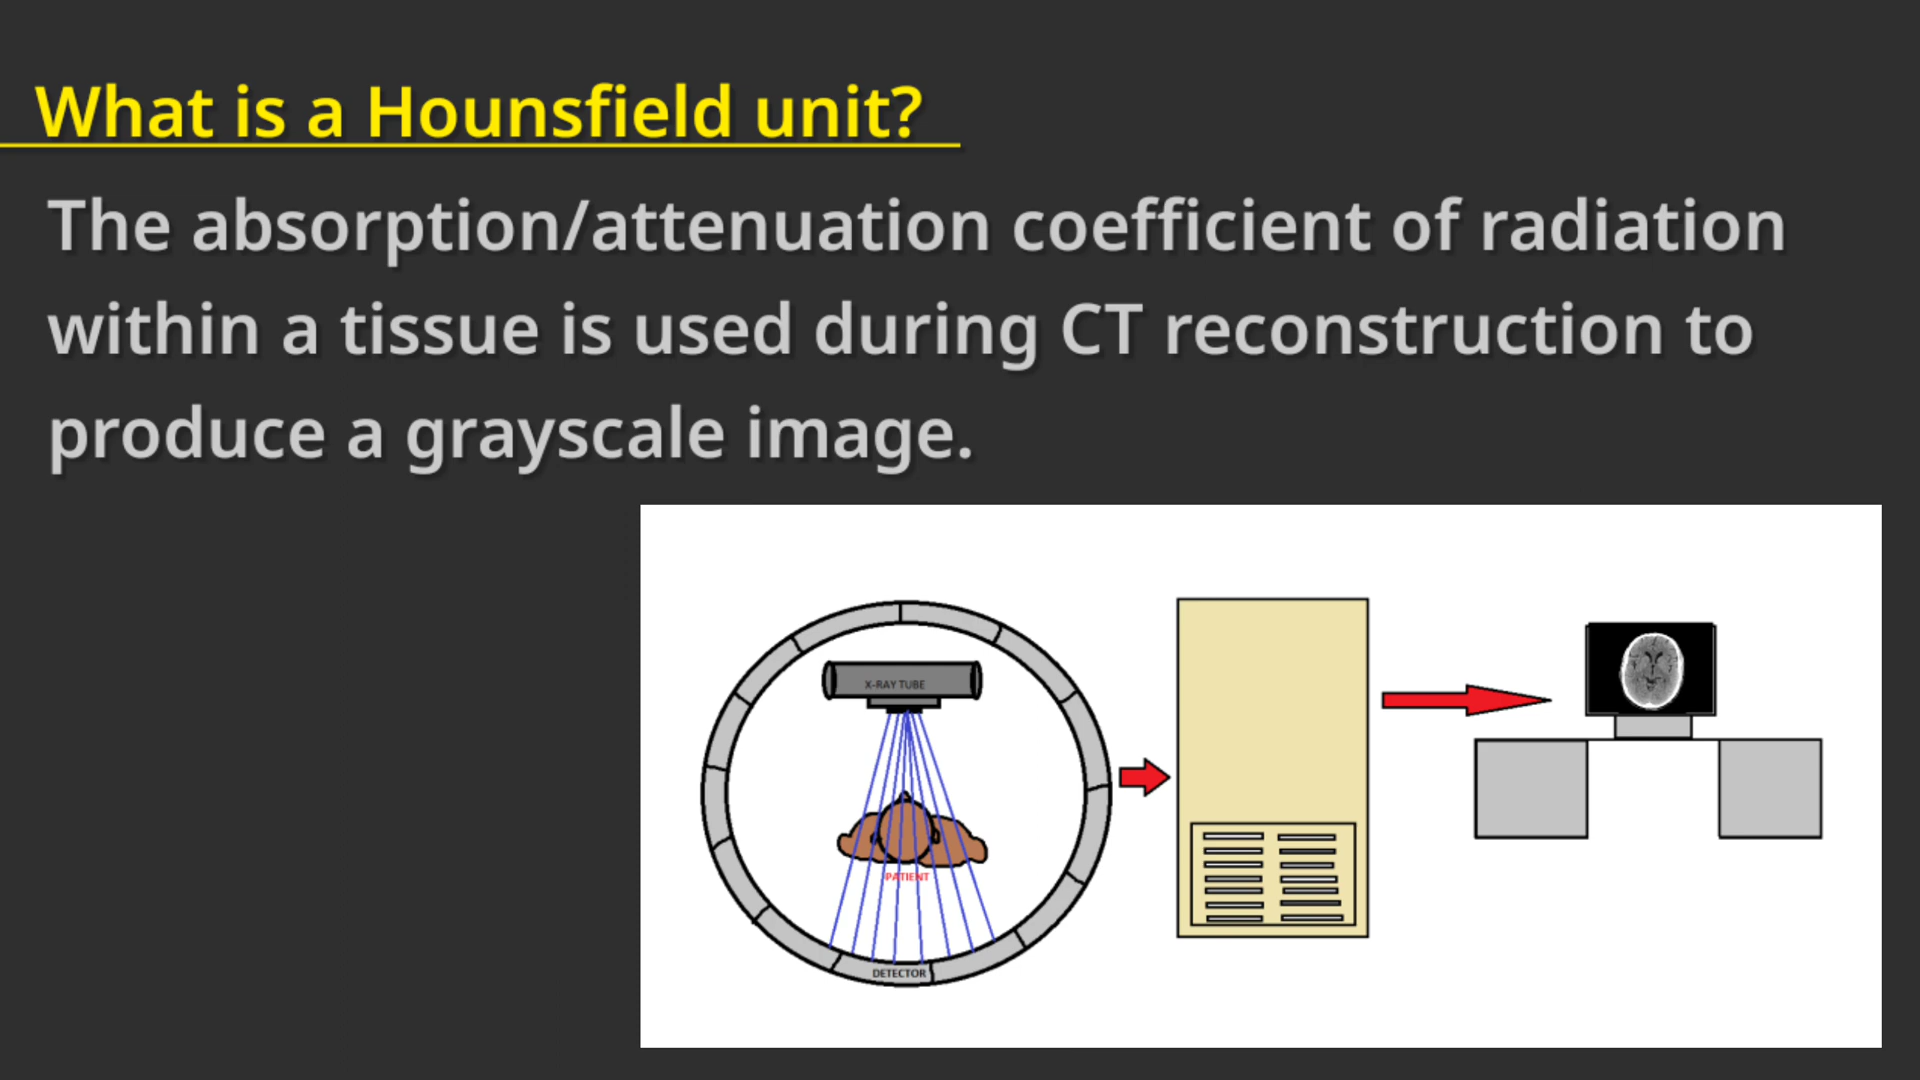 What is a Hounsfield unit?
The absorption/attenuation coefficient of radiation
within a tissue is used during CT reconstruction to
produce a grayscale image.
X-RAY TUBE
PATIENT
DETECTOR